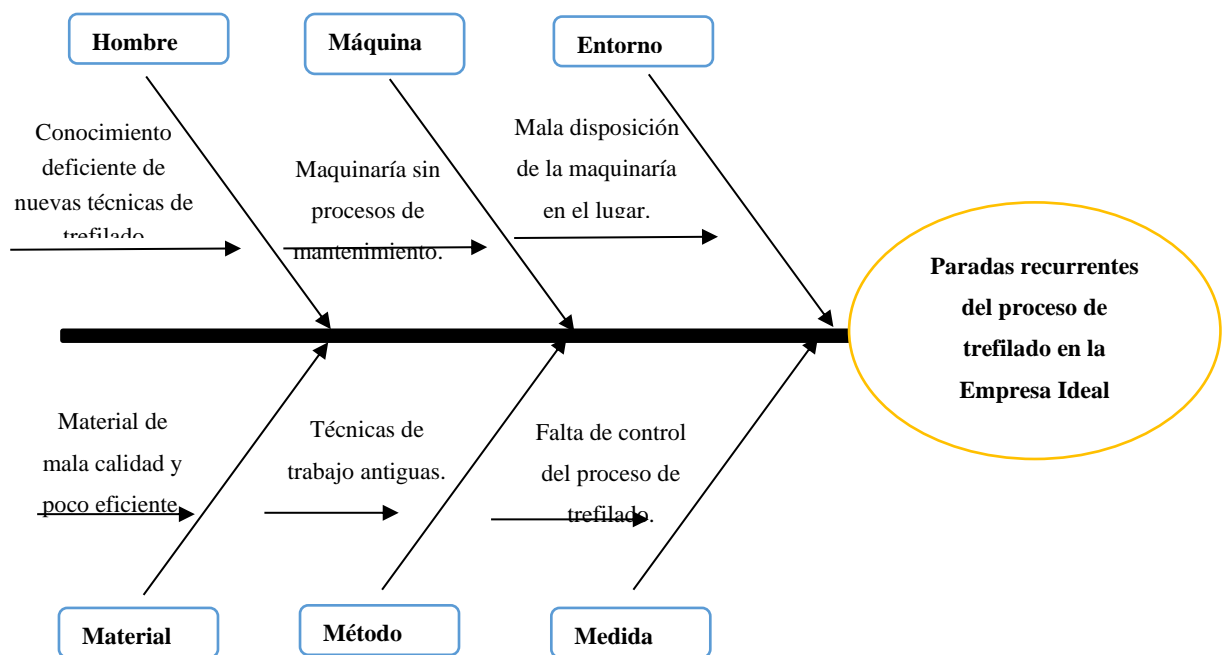 Hombre
Máquina
Entorno
Conocimiento
deficiente de
nuevas técnicas de
trefilado
Maquinaría sin
procesos de
mantenimiento.
Mala disposición
de la maquinaría
en el lugar.
Paradas recurrentes
del proceso de
trefilado en la
Empresa Ideal
Material de
mala calidad y
poco eficiente
Técnicas de
trabajo antiguas.
Falta de control
del proceso de
trefilado.
Material
Método
Medida